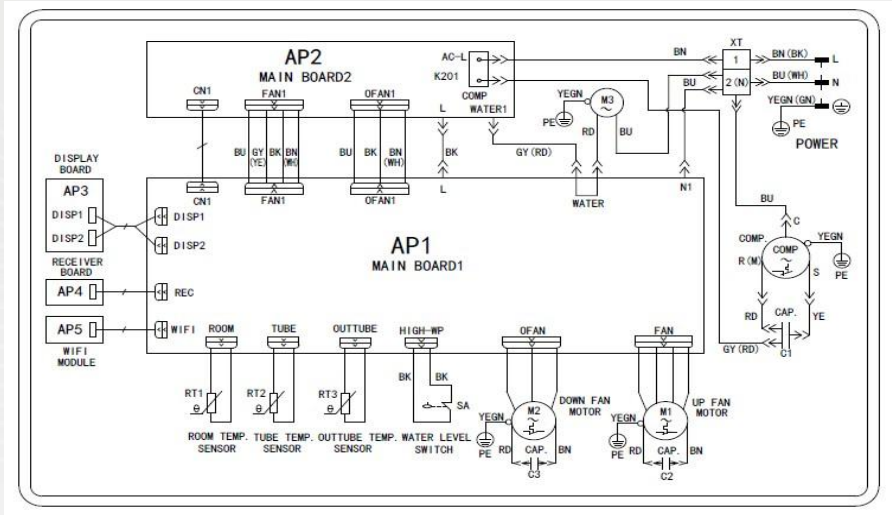 XT
AP2
MAIN BOARD2
AC-L
K201
COMP
WATER1
CN1
FAN1
OFAN1
L
BN
BU
1
2(N)
BN(BK)
L
BU(WH)
N
YEGN(GN)
PE
POWER
YEGN
M3
PE
RD
BU
BU
GY
(YE)
BK
BN
(WH)
BU
BK
BN
(WH)
BK
GY(RD)
DISPLAY
BOARD
AP3
DISP1
DISP2
CN1
FAN1
OFAN1
L
WATER
N1
DISP1
DISP2
AP1
MAIN BOARD1
BU
C
COMP.
COMP
YEGN
R(M)
S
PE
RECEIVER
BOARD
AP4
REC
AP5
WIFI
WIFI
MODULE
RD
CAP.
YE
C1
GY(RD)
ROOM
TUBE
OUTTUBE
HIGH-WP
OFAN
FAN
BK
BK
RT1
θ
RT2
θ
RT3
θ
SA
ROOM TEMP.
SENSOR
TUBE TEMP.
SENSOR
OUTTUBE TEMP.
SENSOR
WATER LEVEL
SWITCH
YEGN
PE
M2
DOWN FAN
MOTOR
RD
CAP.
BN
C3
YEGN
PE
M1
UP FAN
MOTOR
RD
CAP.
BN
C2